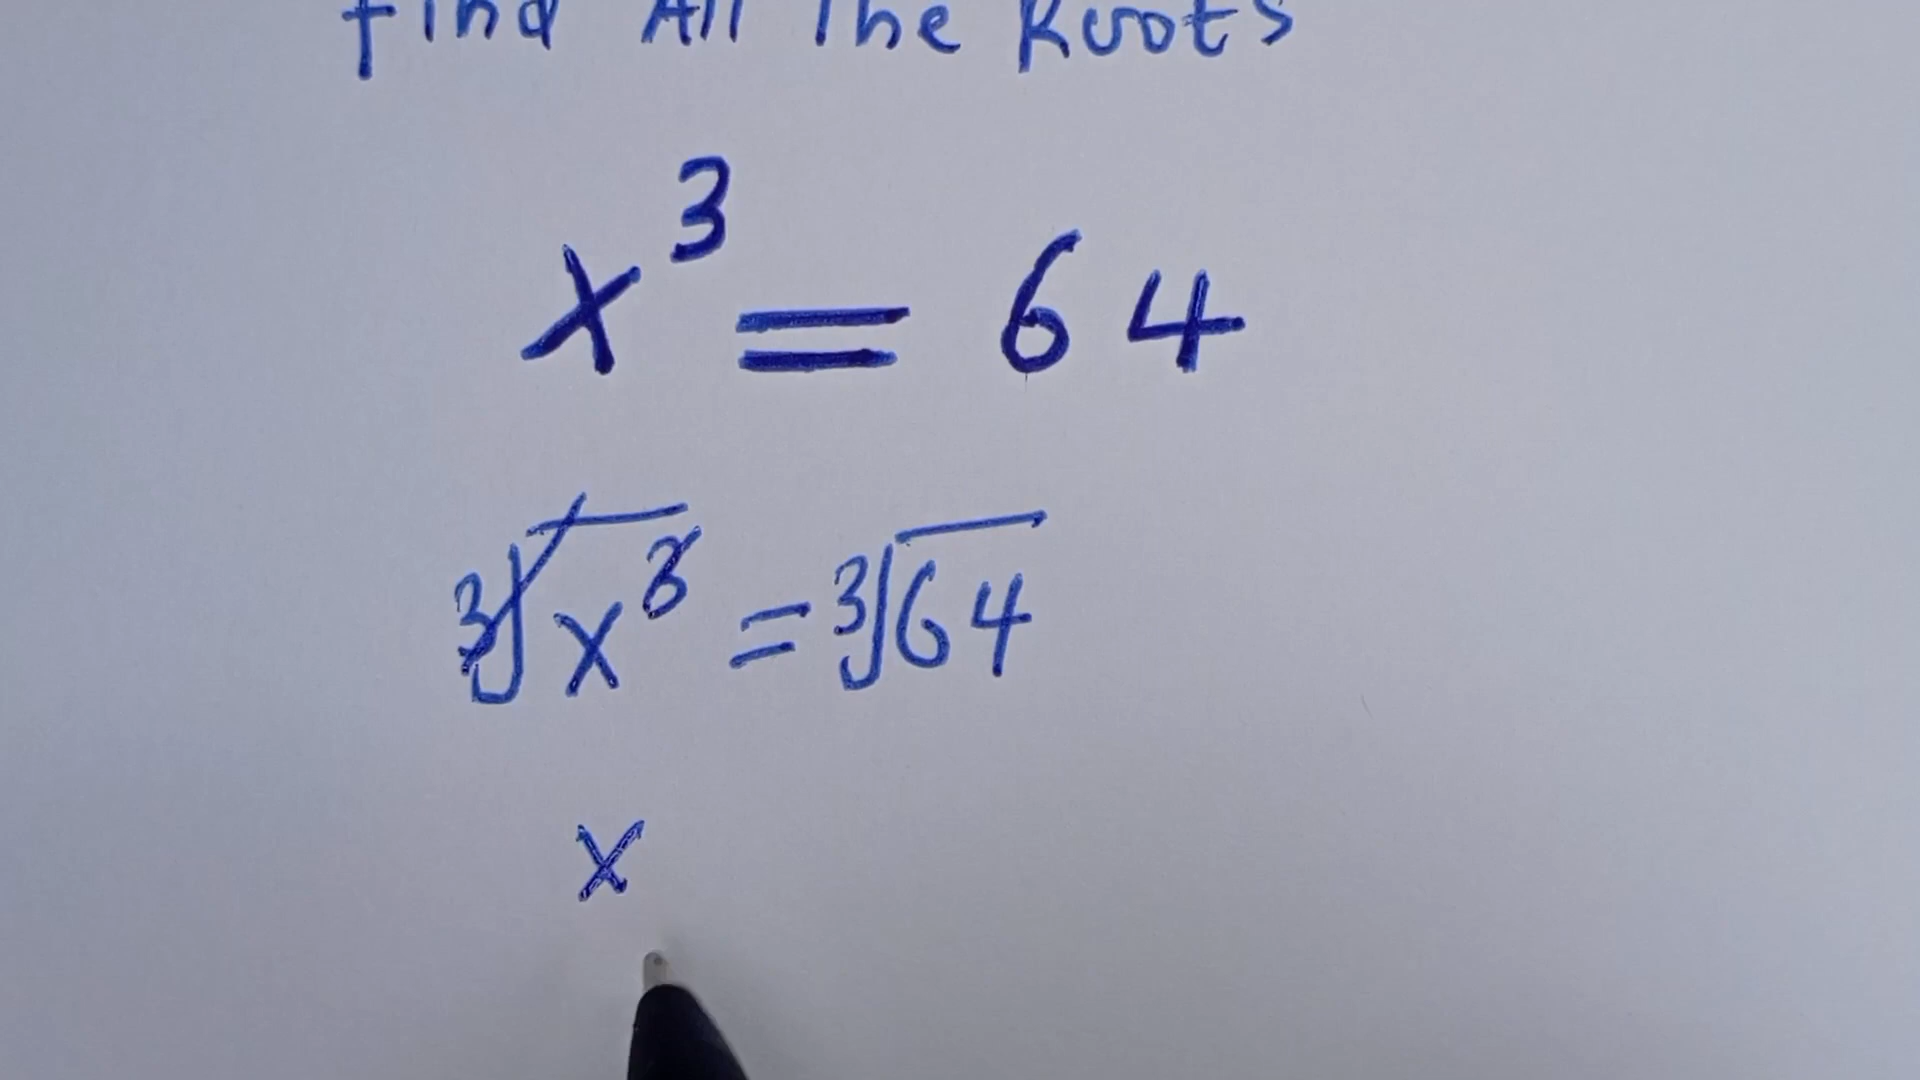 Find All The Roots
x³ = 64
∛x³ = ∛64
x